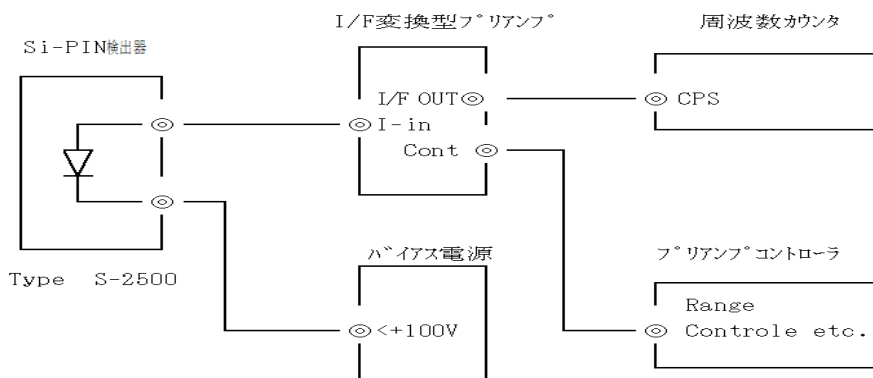 I/F変換型プリアンプ
周波数カウンタ
Si-PIN検出器
I/F OUT
CPS
I-in
Cont
バイアス電源
プリアンプコントローラ
Type S-2500
Range
<+100V
Controle etc.